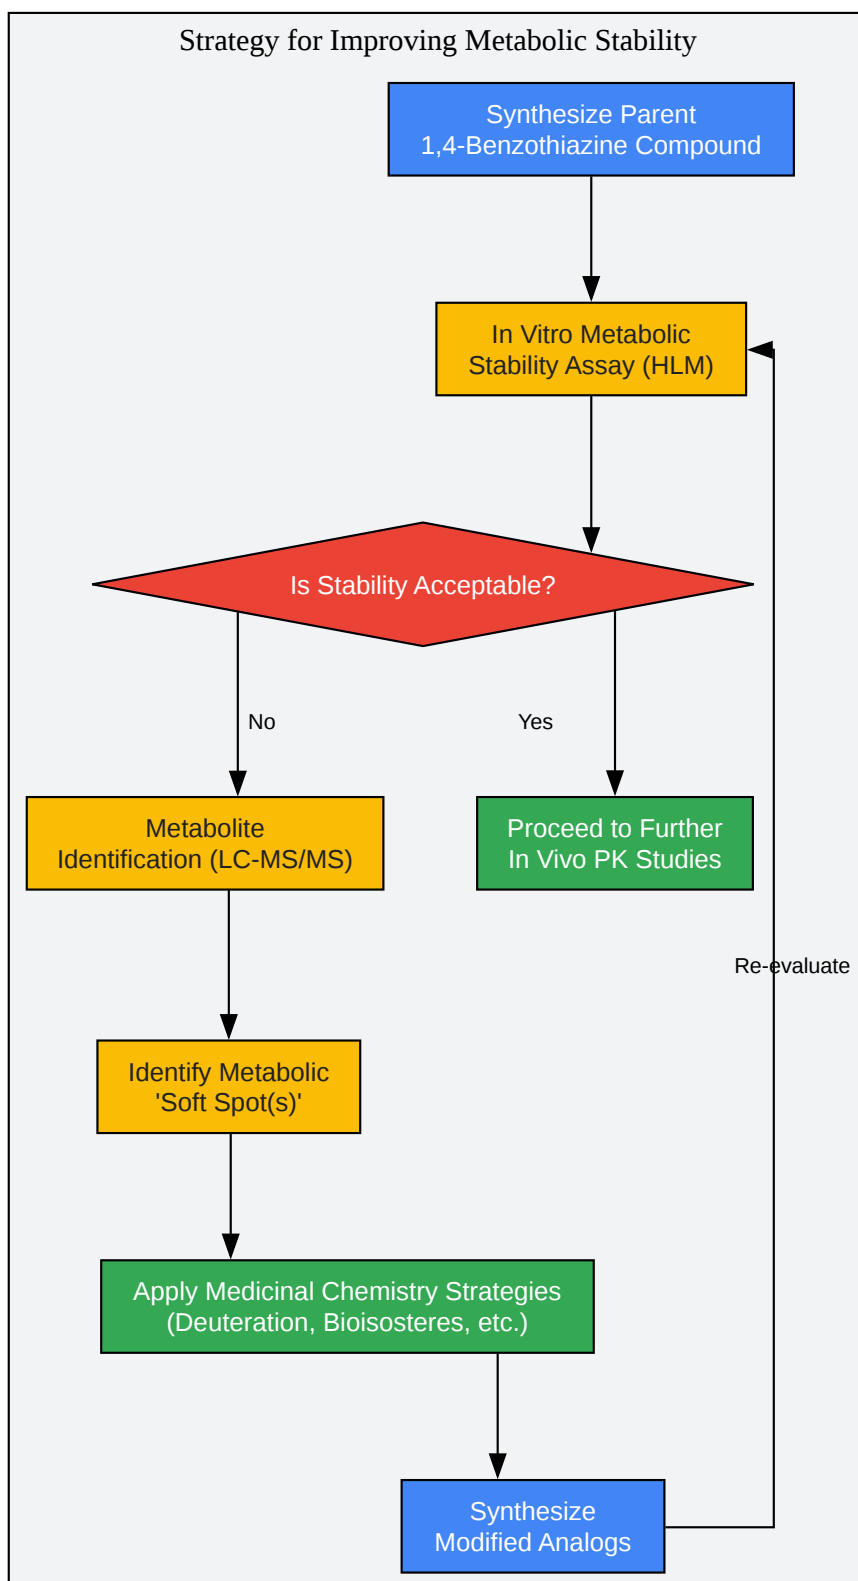 Strategy for Improving Metabolic Stability
Synthesize Parent
1,4-Benzothiazine Compound
In Vitro Metabolic
Stability Assay (HLM)
Is Stability Acceptable?
No
Yes
Metabolite
Identification (LC-MS/MS)
Proceed to Further
In Vivo PK Studies
Re-evaluate
Identify Metabolic
'Soft Spot(s)'
Apply Medicinal Chemistry Strategies
(Deuteration, Bioisosteres, etc.)
Synthesize
Modified Analogs